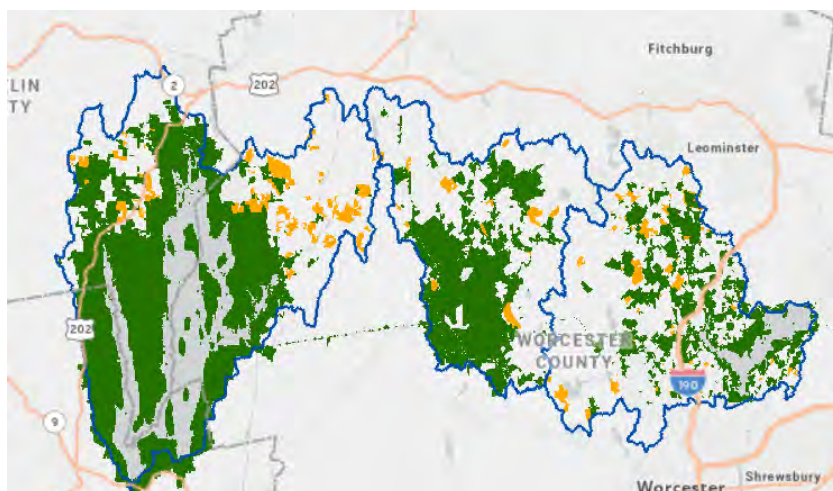 Fitchburg
2
202
LIN
TY
Leominster
202
WORCESTER
COUNTY
190
9
Worcester
Shrewsbury